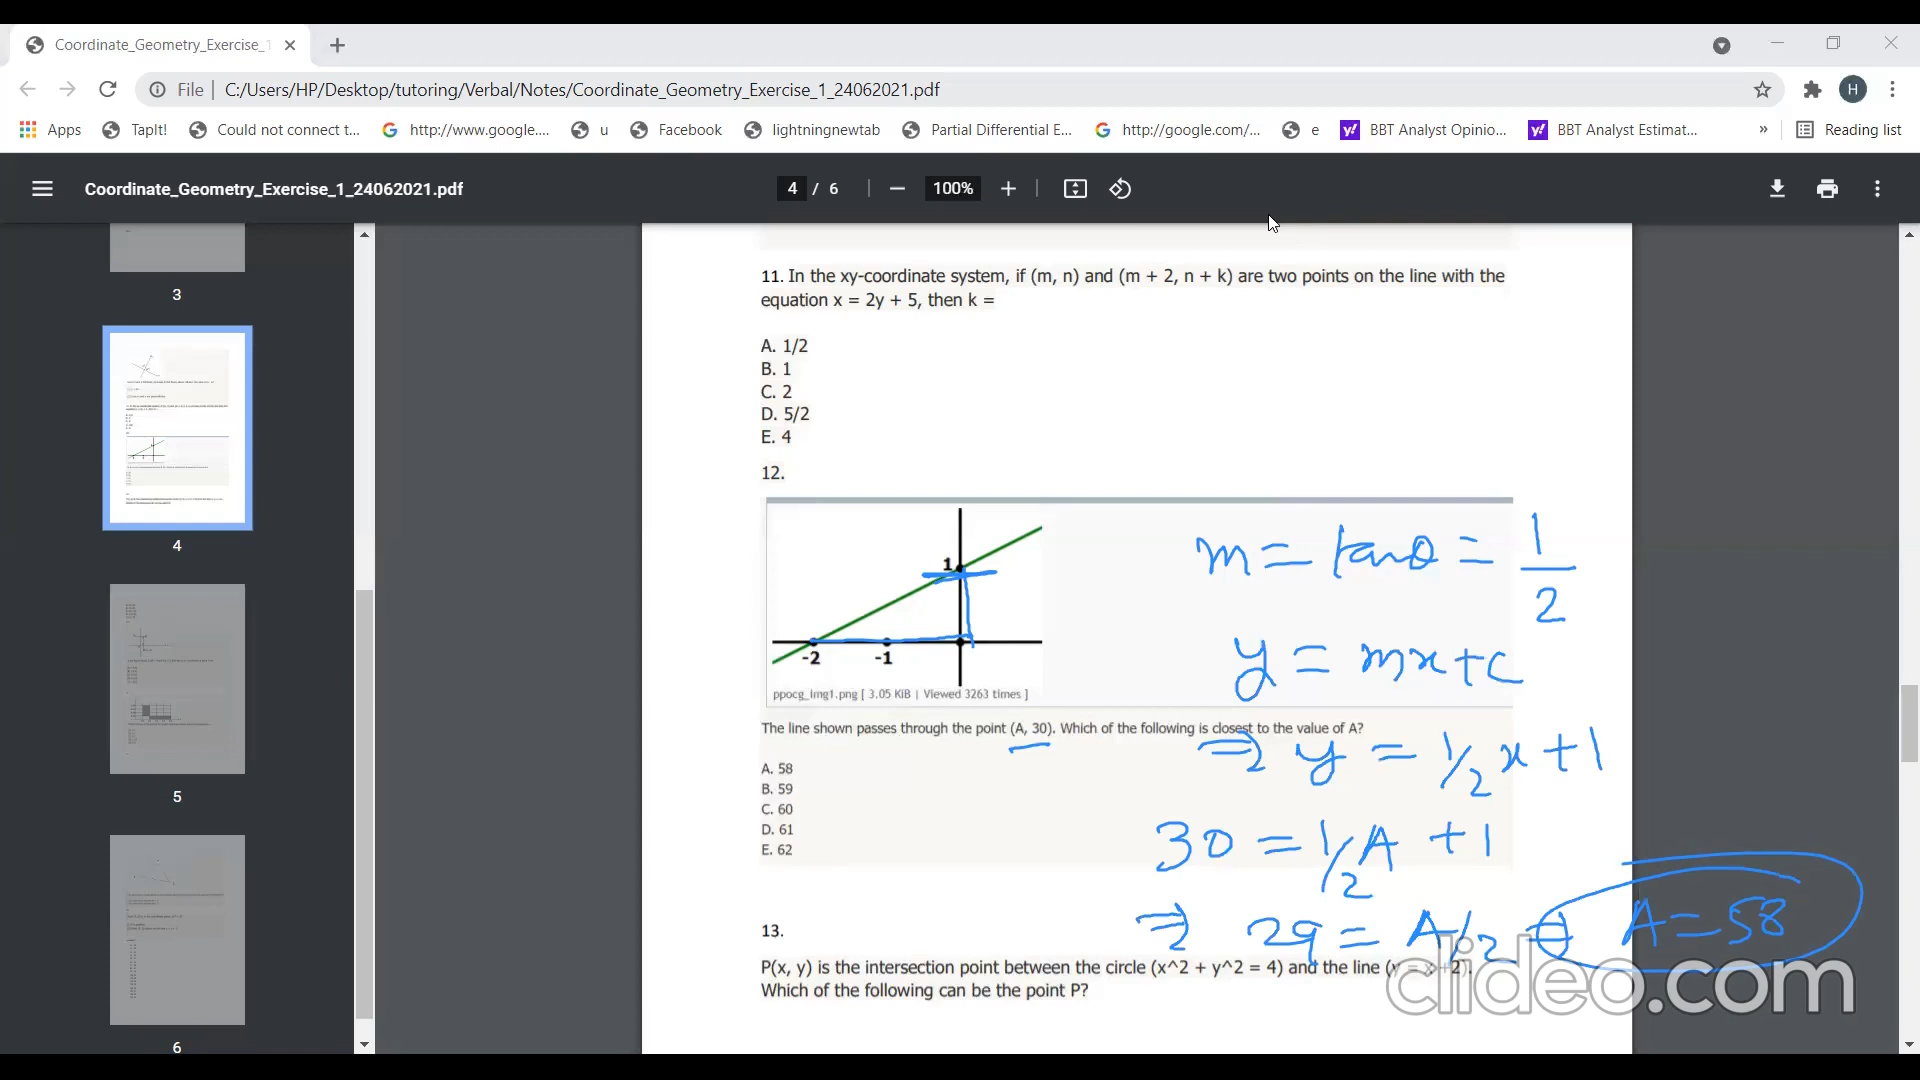 Coordinate_Geometry_Exercise_1
File
C:/Users/HP/Desktop/tutoring/Verbal/Notes/Coordinate_Geometry_Exercise_1_24062021.pdf
H
Apps
TapIt!
Could not connect t...
http://www.google....
u
Facebook
lightningnewtab
Partial Differential E...
http://google.com/...
e
y! BBT Analyst Opinio...
y! BBT Analyst Estimat...
»
Reading list
Coordinate_Geometry_Exercise_1_24062021.pdf
4 / 6
100%
3
4
5
6
11. In the xy-coordinate system, if (m, n) and (m + 2, n + k) are two points on the line with the
equation x = 2y + 5, then k =
A. 1/2
B. 1
C. 2
D. 5/2
E. 4
12.
1
-2
-1
ppocg_img1.png [ 3.05 KiB | Viewed 3263 times ]
m = tanθ = 1/2
y = mx+c
The line shown passes through the point (A, 30). Which of the following is closest to the value of A?
⇒ y = 1/2 x + 1
A. 58
B. 59
C. 60
D. 61
E. 62
30 = 1/2 A + 1
⇒ 29 = A/2 ⇒ A = 58
13.
P(x, y) is the intersection point between the circle (x^2 + y^2 = 4) and the line (y = x +2).
Which of the following can be the point P?
clideo.com